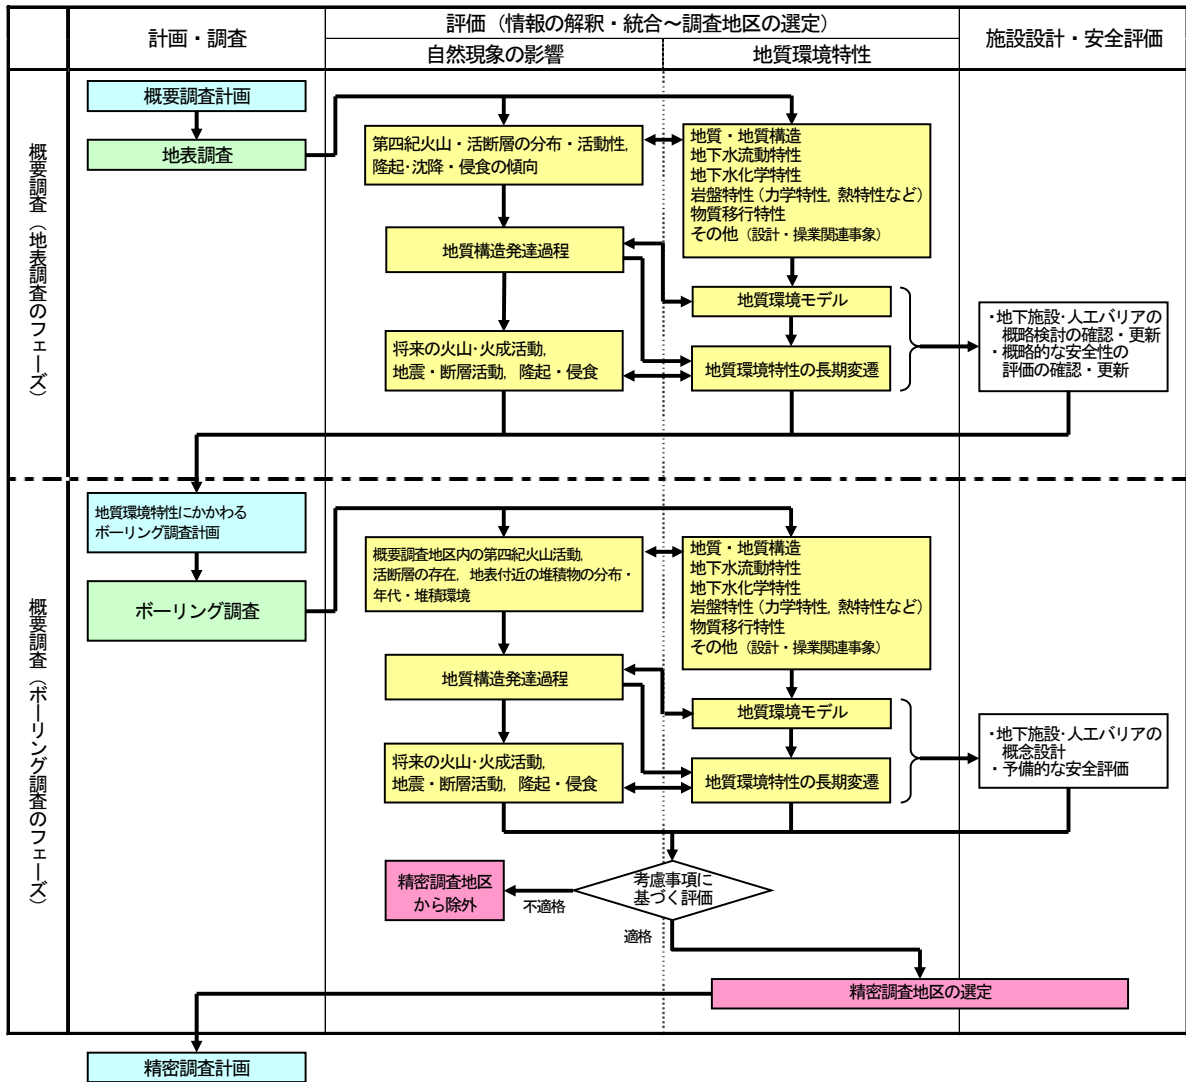 計画・調査
評価（情報の解釈・統合～調査地区の選定）
自然現象の影響
地質環境特性
施設設計・安全評価
概要調査（地表調査のフェーズ）
概要調査計画
地表調査
第四紀火山・活断層の分布・活動性,
隆起・沈降・侵食の傾向
地質・地質構造
地下水流動特性
地下水化学特性
岩盤特性（力学特性, 熱特性など）
物質移行特性
その他（設計・操業関連事象）
地質構造発達過程
地質環境モデル
将来の火山・火成活動,
地震・断層活動, 隆起・侵食
地質環境特性の長期変遷
・地下施設・人工バリアの
概略検討の確認・更新
・概略的な安全性の
評価の確認・更新
概要調査（ボーリング調査のフェーズ）
地質環境特性にかかわる
ボーリング調査計画
ボーリング調査
概要調査地区内の第四紀火山活動,
活断層の存在, 地表付近の堆積物の分布・
年代・堆積環境
地質・地質構造
地下水流動特性
地下水化学特性
岩盤特性（力学特性, 熱特性など）
物質移行特性
その他（設計・操業関連事象）
地質構造発達過程
地質環境モデル
将来の火山・火成活動,
地震・断層活動, 隆起・侵食
地質環境特性の長期変遷
・地下施設・人工バリアの
概念設計
・予備的な安全評価
考慮事項に
基づく評価
不適格
精密調査地区
から除外
適格
精密調査地区の選定
精密調査計画